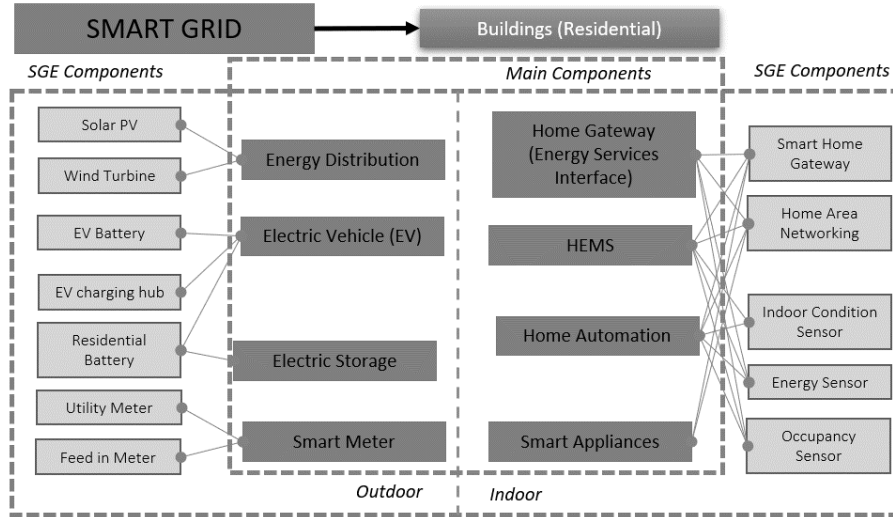 SMART GRID
Buildings (Residential)
SGE Components
Main Components
SGE Components
Solar PV
Wind Turbine
EV Battery
EV charging hub
Residential
Battery
Utility Meter
Feed in Meter
Energy Distribution
Electric Vehicle (EV)
Electric Storage
Smart Meter
Home Gateway
(Energy Services
Interface)
HEMS
Home Automation
Smart Appliances
Smart Home
Gateway
Home Area
Networking
Indoor Condition
Sensor
Energy Sensor
Occupancy
Sensor
Outdoor
Indoor